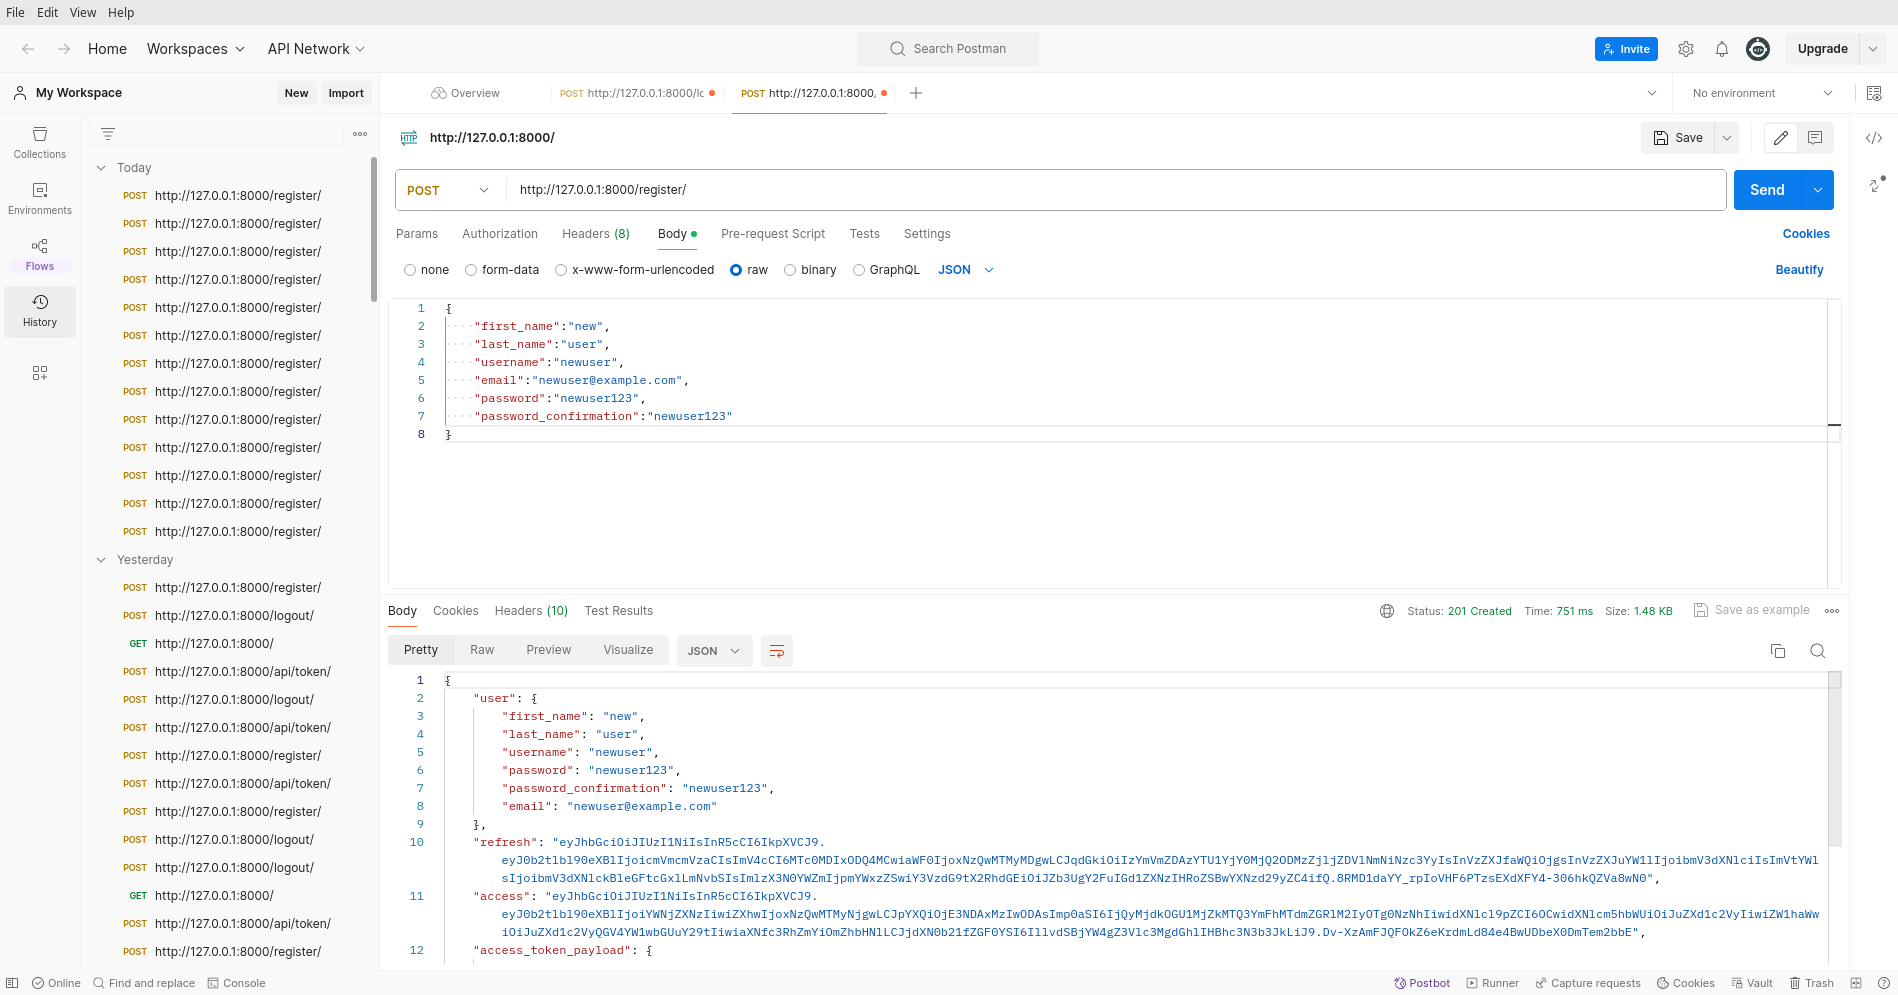 File Edit View Help
Home Workspaces API Network Search Postman Invite Upgrade
My Workspace New Import Overview POST http://127.0.0.1:8000/lo POST http://127.0.0.1:8000, No environment
Collections
Environments
Flows
History
Today
POST http://127.0.0.1:8000/register/
POST http://127.0.0.1:8000/register/
POST http://127.0.0.1:8000/register/
POST http://127.0.0.1:8000/register/
POST http://127.0.0.1:8000/register/
POST http://127.0.0.1:8000/register/
POST http://127.0.0.1:8000/register/
POST http://127.0.0.1:8000/register/
POST http://127.0.0.1:8000/register/
POST http://127.0.0.1:8000/register/
POST http://127.0.0.1:8000/register/
POST http://127.0.0.1:8000/register/
POST http://127.0.0.1:8000/register/
Yesterday
POST http://127.0.0.1:8000/register/
POST http://127.0.0.1:8000/logout/
GET http://127.0.0.1:8000/
POST http://127.0.0.1:8000/api/token/
POST http://127.0.0.1:8000/logout/
POST http://127.0.0.1:8000/api/token/
POST http://127.0.0.1:8000/register/
POST http://127.0.0.1:8000/api/token/
POST http://127.0.0.1:8000/register/
POST http://127.0.0.1:8000/logout/
POST http://127.0.0.1:8000/logout/
GET http://127.0.0.1:8000/
POST http://127.0.0.1:8000/api/token/
POST http://127.0.0.1:8000/register/
HTTP http://127.0.0.1:8000/ Save
POST http://127.0.0.1:8000/register/ Send
Params Authorization Headers (8) Body Pre-request Script Tests Settings Cookies
none form-data x-www-form-urlencoded raw binary GraphQL JSON Beautify
1 {
2 "first_name":"new",
3 "last_name":"user",
4 "username":"newuser",
5 "email":"newuser@example.com",
6 "password":"newuser123",
7 "password_confirmation":"newuser123"
8 }
Body Cookies Headers (10) Test Results Status: 201 Created Time: 751 ms Size: 1.48 KB Save as example
Pretty Raw Preview Visualize JSON
1 {
2 "user": {
3 "first_name": "new",
4 "last_name": "user",
5 "username": "newuser",
6 "password": "newuser123",
7 "password_confirmation": "newuser123",
8 "email": "newuser@example.com"
9 },
10 "refresh": "eyJhbGciOiJIUzI1NiIsInR5cCI6IkpXVCJ9.
11 "access": "eyJhbGciOiJIUzI1NiIsInR5cCI6IkpXVCJ9.
12 "access_token_payload": {
Online Find and replace Console Postbot Runner Capture requests Cookies Vault Trash